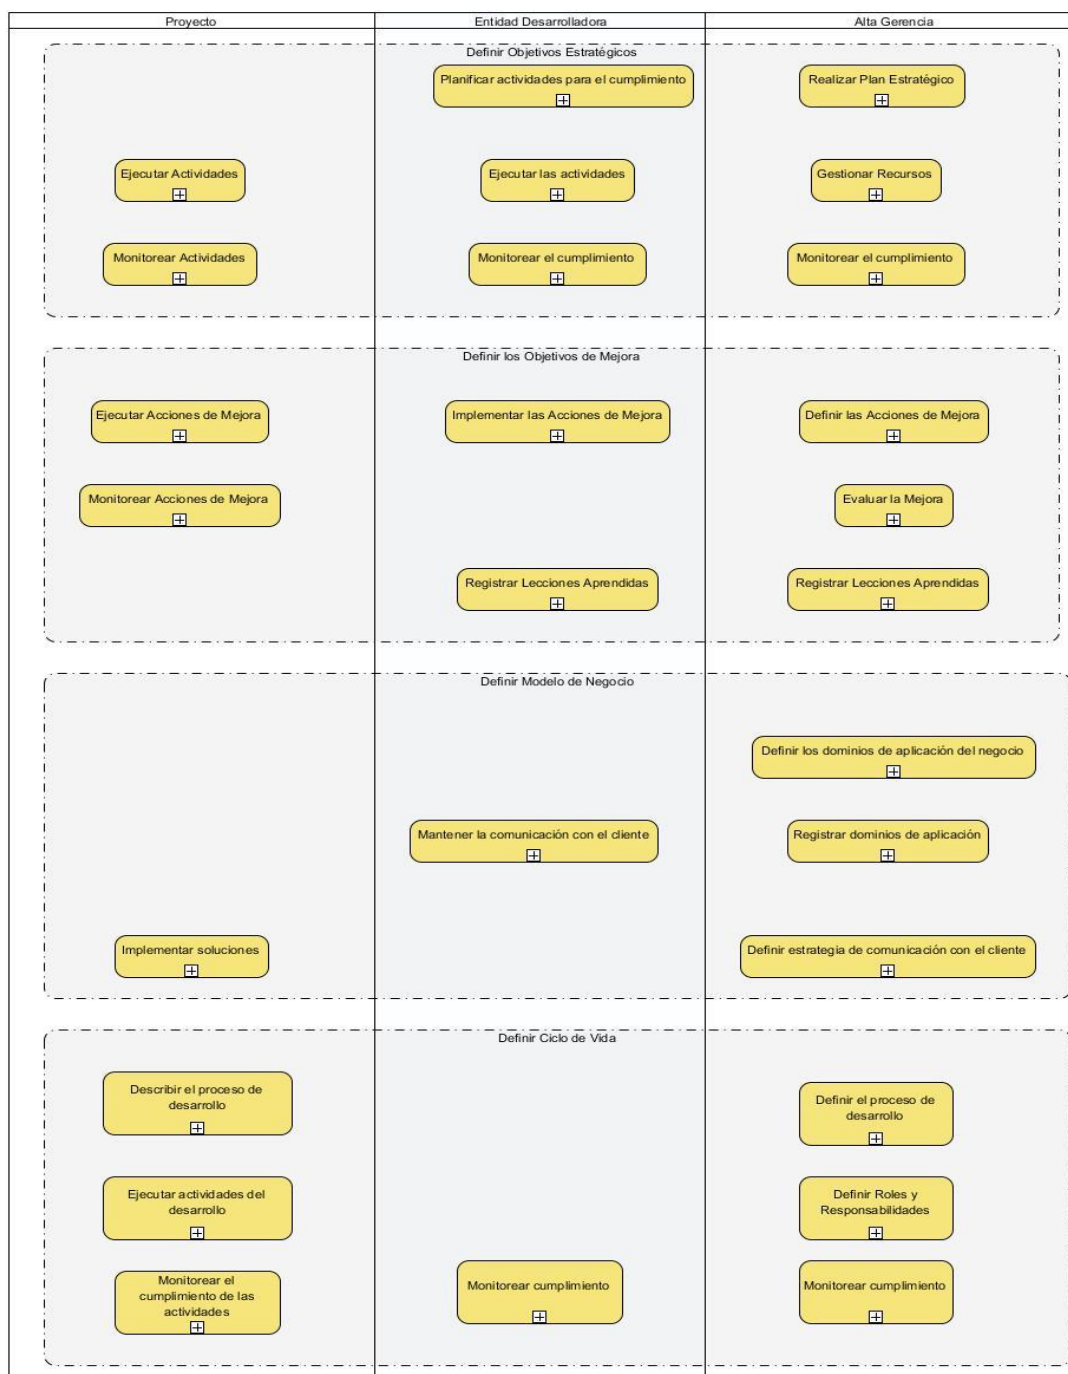 Proyecto
Entidad Desarrolladora
Alta Gerencia
Definir Objetivos Estratégicos
Planificar actividades para el cumplimiento
Realizar Plan Estratégico
Ejecutar Actividades
Ejecutar las actividades
Gestionar Recursos
Monitorear Actividades
Monitorear el cumplimiento
Monitorear el cumplimiento
Definir los Objetivos de Mejora
Ejecutar Acciones de Mejora
Implementar las Acciones de Mejora
Definir las Acciones de Mejora
Monitorear Acciones de Mejora
Evaluar la Mejora
Registrar Lecciones Aprendidas
Registrar Lecciones Aprendidas
Definir Modelo de Negocio
Definir los dominios de aplicación del negocio
Mantener la comunicación con el cliente
Registrar dominios de aplicación
Implementar soluciones
Definir estrategia de comunicación con el cliente
Definir Ciclo de Vida
Describir el proceso de
desarrollo
Definir el proceso de
desarrollo
Ejecutar actividades del
desarrollo
Definir Roles y
Responsabilidades
Monitorear el
cumplimiento de las
actividades
Monitorear cumplimiento
Monitorear cumplimiento